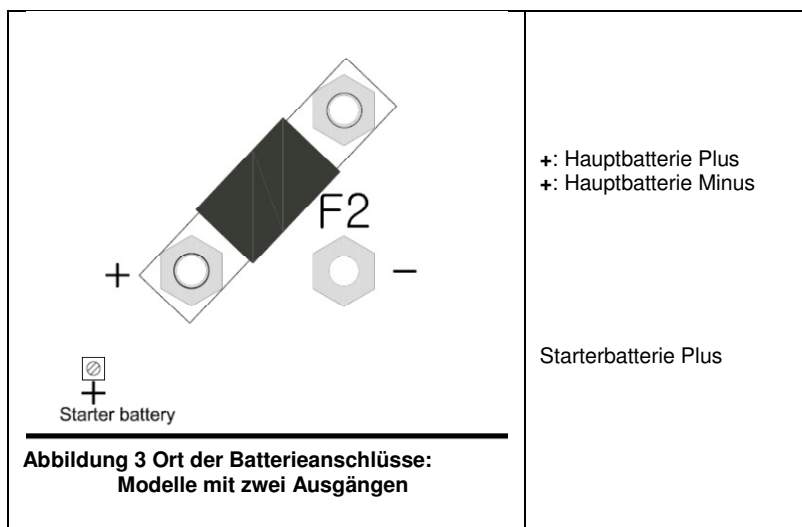 F2
+
−
+
Starter battery
Abbildung 3 Ort der Batterieanschlüsse:
Modelle mit zwei Ausgängen
+: Hauptbatterie Plus
+: Hauptbatterie Minus
Starterbatterie Plus